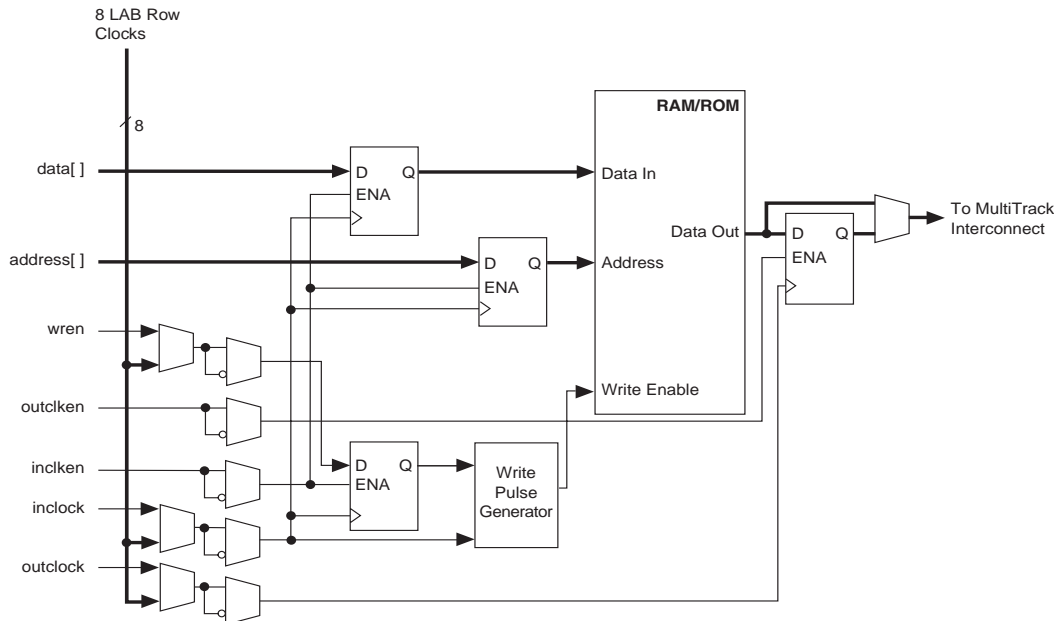 8 LAB Row
Clocks
8
RAM/ROM
data[ ]
D Q
ENA
Data In
To MultiTrack
Interconnect
Data Out
D Q
ENA
address[ ]
D Q
ENA
Address
wren
Write Enable
outclken
inclken
D Q
ENA
Write
Pulse
Generator
inclock
outclock